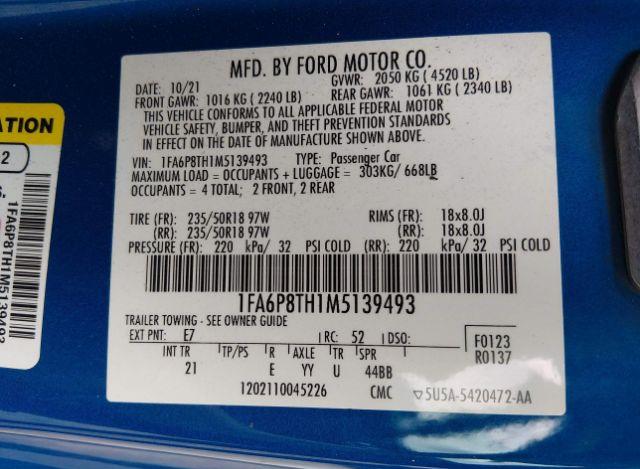 MFD. BY FORD MOTOR CO.
DATE: 10/21 GVWR: 2050 KG ( 4520 LB)
FRONT GAWR: 1016 KG ( 2240 LB) REAR GAWR: 1061 KG ( 2340 LB)
THIS VEHICLE CONFORMS TO ALL APPLICABLE FEDERAL MOTOR
VEHICLE SAFETY, BUMPER, AND THEFT PREVENTION STANDARDS
IN EFFECT ON THE DATE OF MANUFACTURE SHOWN ABOVE.
VIN: 1FA6P8TH1M5139493 TYPE: Passenger Car
MAXIMUM LOAD = OCCUPANTS + LUGGAGE = 303KG/ 668LB
OCCUPANTS = 4 TOTAL; 2 FRONT, 2 REAR
TIRE (FR): 235/50R18 97W RIMS (FR): 18x8.0J
(RR): 235/50R18 97W (RR): 18x8.0J
PRESSURE (FR): 220 kPa/ 32 PSI COLD (RR): 220 kPa/ 32 PSI COLD
1FA6P8TH1M5139493
TRAILER TOWING - SEE OWNER GUIDE
EXT PNT: E7 RC: 52 DSO: F0123
INT TR TP/PS R AXLE TR SPR R0137
21 E YY U 44BB
1202110045226 CMC ▽5U5A-5420472-AA
ATION
2
1FA6P8TH1M5139493